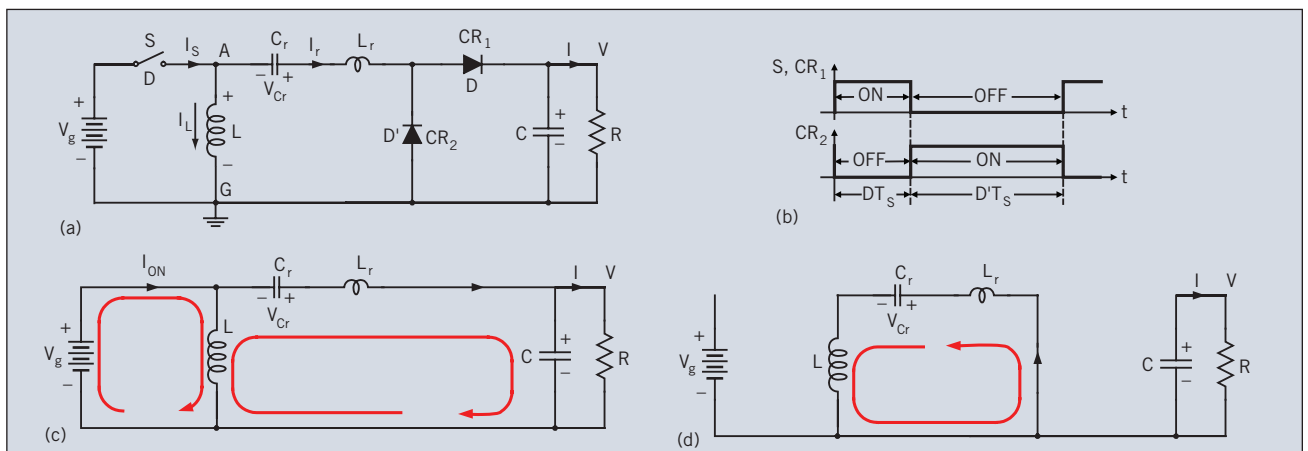 S I_S A C_r I_r L_r CR_1 I V
D − + V_Cr D
V_g + − I_L + L − D' CR_2 C + − R
G
(a)
S, CR_1
ON OFF t
CR_2
OFF ON t
DT_S D'T_S
(b)
I_ON C_r L_r I V
− + V_Cr
V_g + − L C + − R
(c)
C_r L_r I V
− + V_Cr
V_g + − L C + − R
(d)